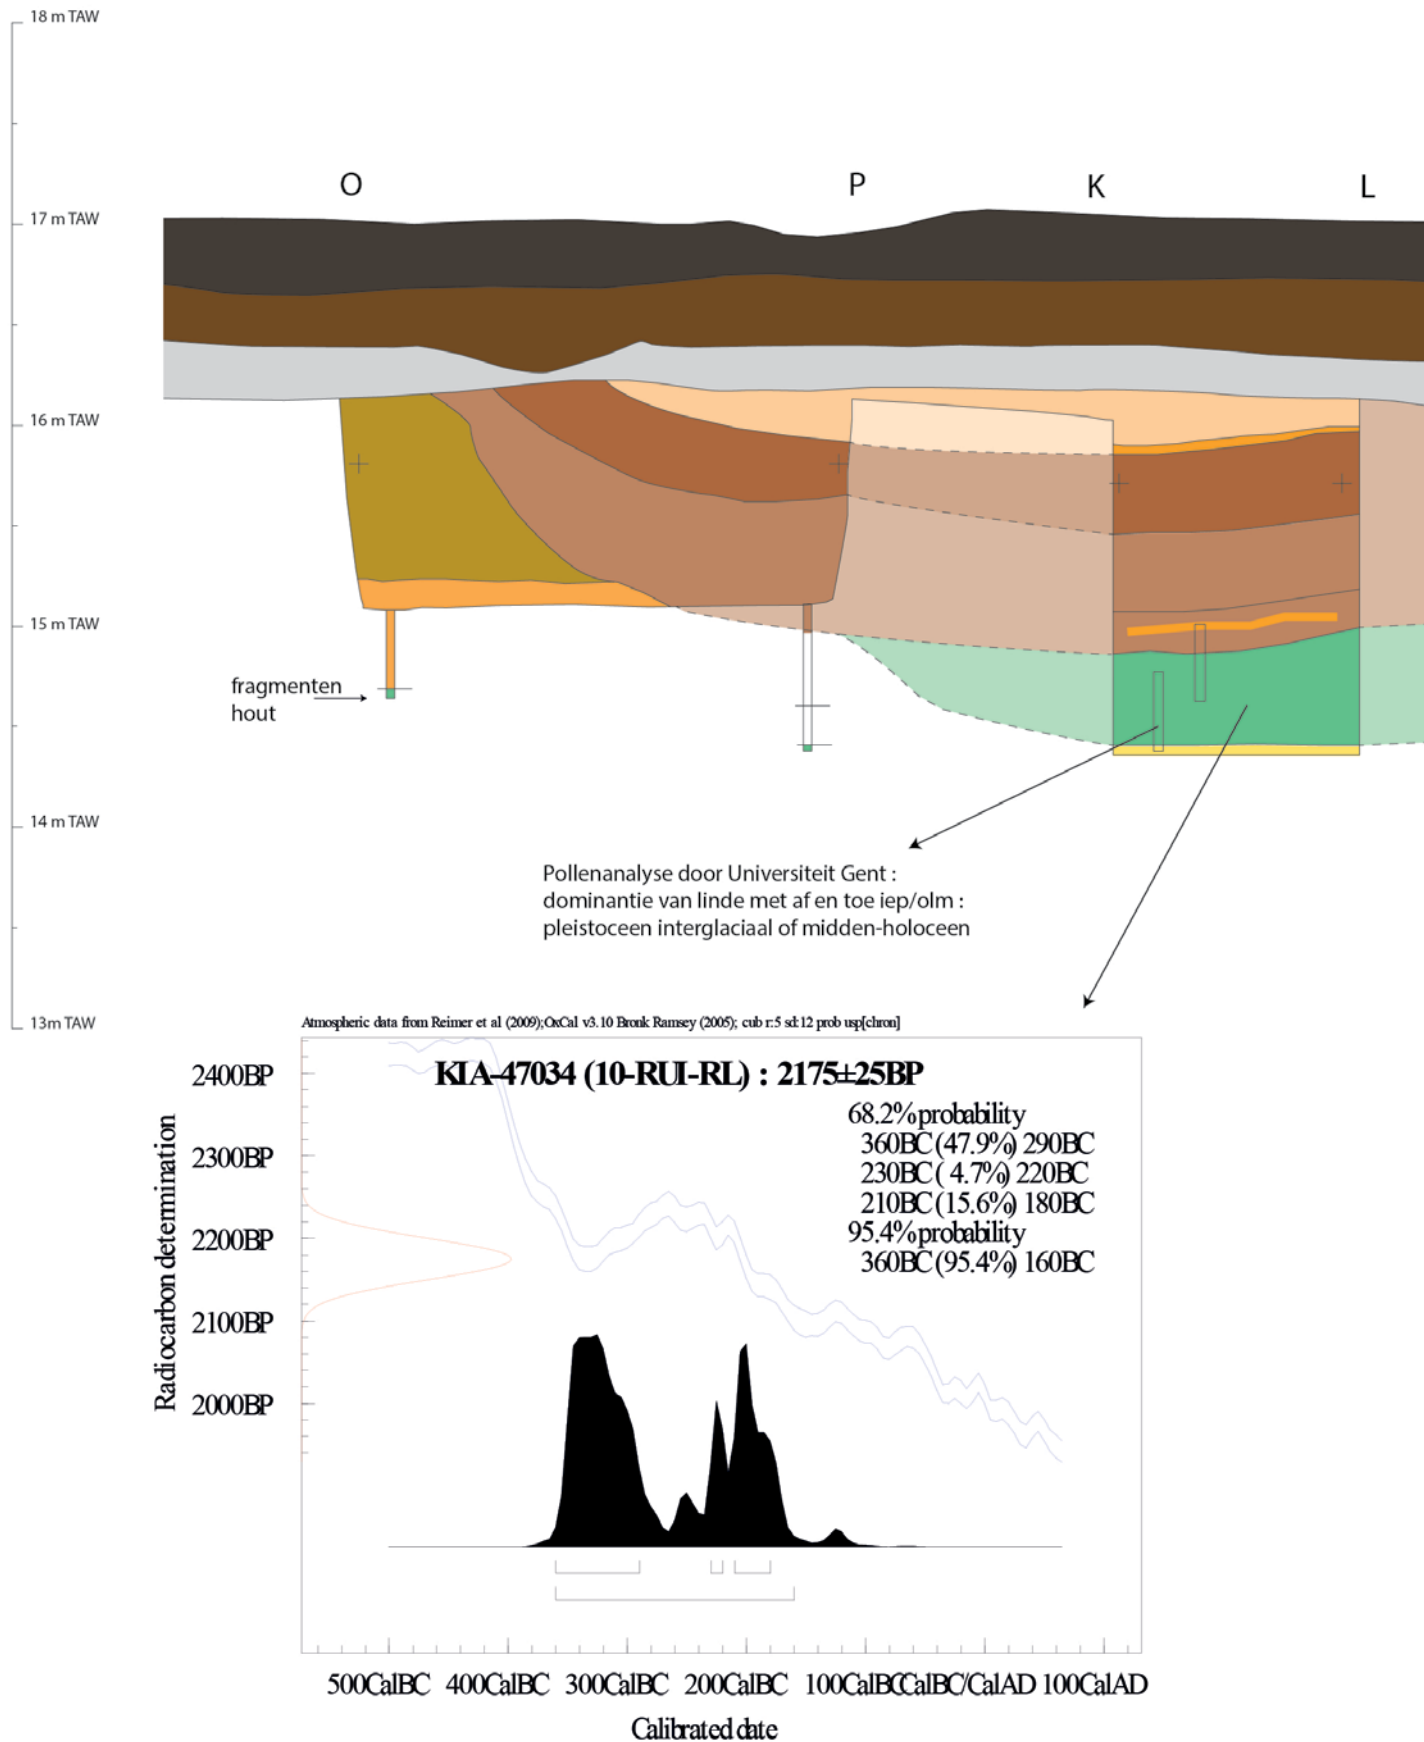 18 m TAW
O
P
K
L
17 m TAW
16 m TAW
15 m TAW
fragmenten
hout
14 m TAW
Pollenanalyse door Universiteit Gent :
dominantie van linde met af en toe iep/olm :
pleistoceen interglaciaal of midden-holoceen
13m TAW
Atmospheric data from Reimer et al (2009);OxCal v3.10 Bronk Ramsey (2005); cub r:5 sd:12 prob usp[chron]
KIA-47034 (10-RUI-RL) : 2175±25BP
68.2% probability
360BC (47.9%) 290BC
230BC ( 4.7%) 220BC
210BC (15.6%) 180BC
95.4% probability
360BC (95.4%) 160BC
Radiocarbon determination
2400BP
2300BP
2200BP
2100BP
2000BP
500CalBC 400CalBC 300CalBC 200CalBC 100CalBC CalBC/CalAD 100CalAD
Calibrated date